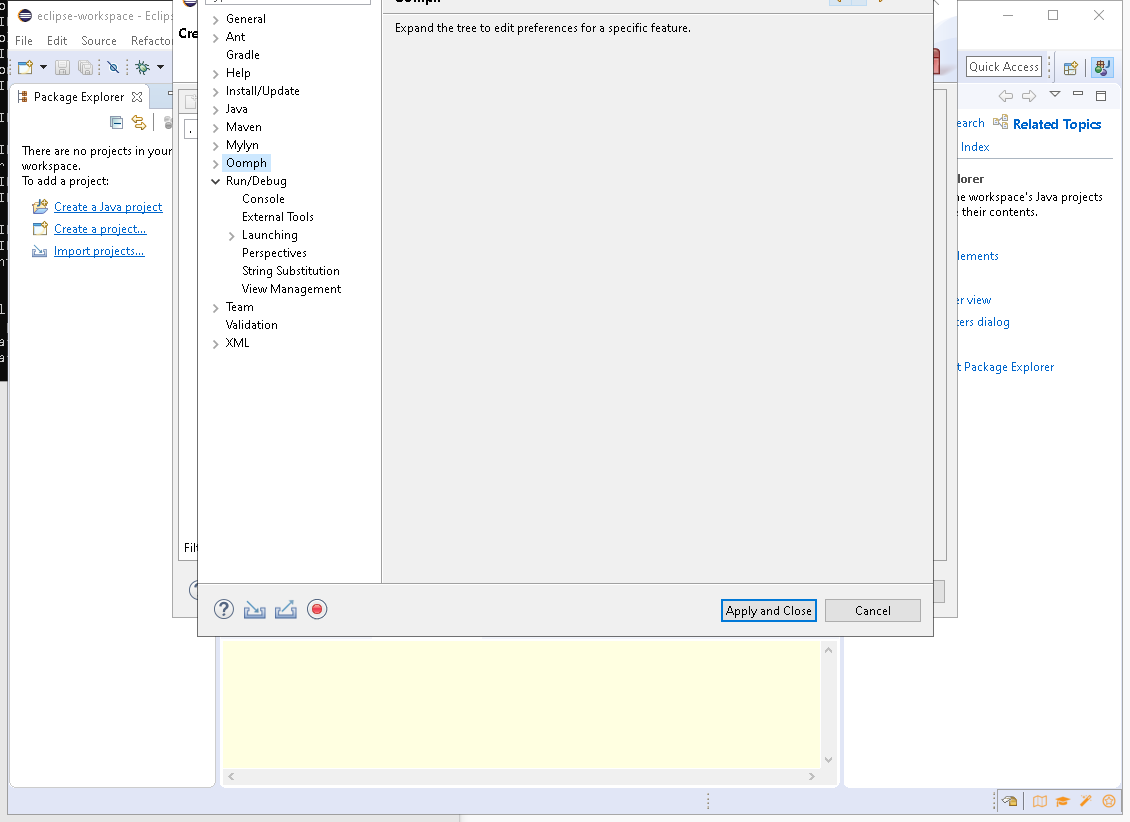 eclipse-workspace - Eclips
File Edit Source Refacto
Cre
Package Explorer
There are no projects in your
workspace.
To add a project:
Create a Java project
Create a project...
Import projects...
General
Ant
Gradle
Help
Install/Update
Java
Maven
Mylyn
Oomph
Run/Debug
Console
External Tools
Launching
Perspectives
String Substitution
View Management
Team
Validation
XML
Oomph
Expand the tree to edit preferences for a specific feature.
Filt
Apply and Close Cancel
Quick Access
earch Related Topics
Index
lorer
ne workspace's Java projects
their contents.
lements
er view
ters dialog
t Package Explorer